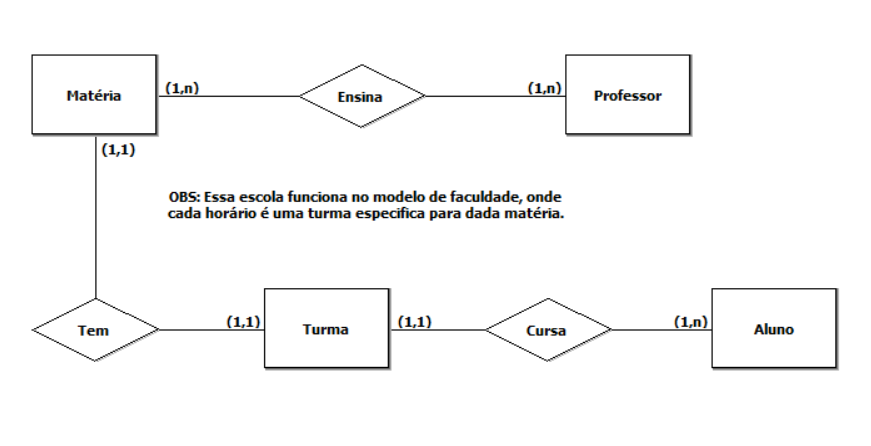 Matéria
(1,n)
Ensina
(1,n)
Professor
(1,1)
OBS: Essa escola funciona no modelo de faculdade, onde
cada horário é uma turma especifica para dada matéria.
Tem
(1,1)
Turma
(1,1)
Cursa
(1,n)
Aluno